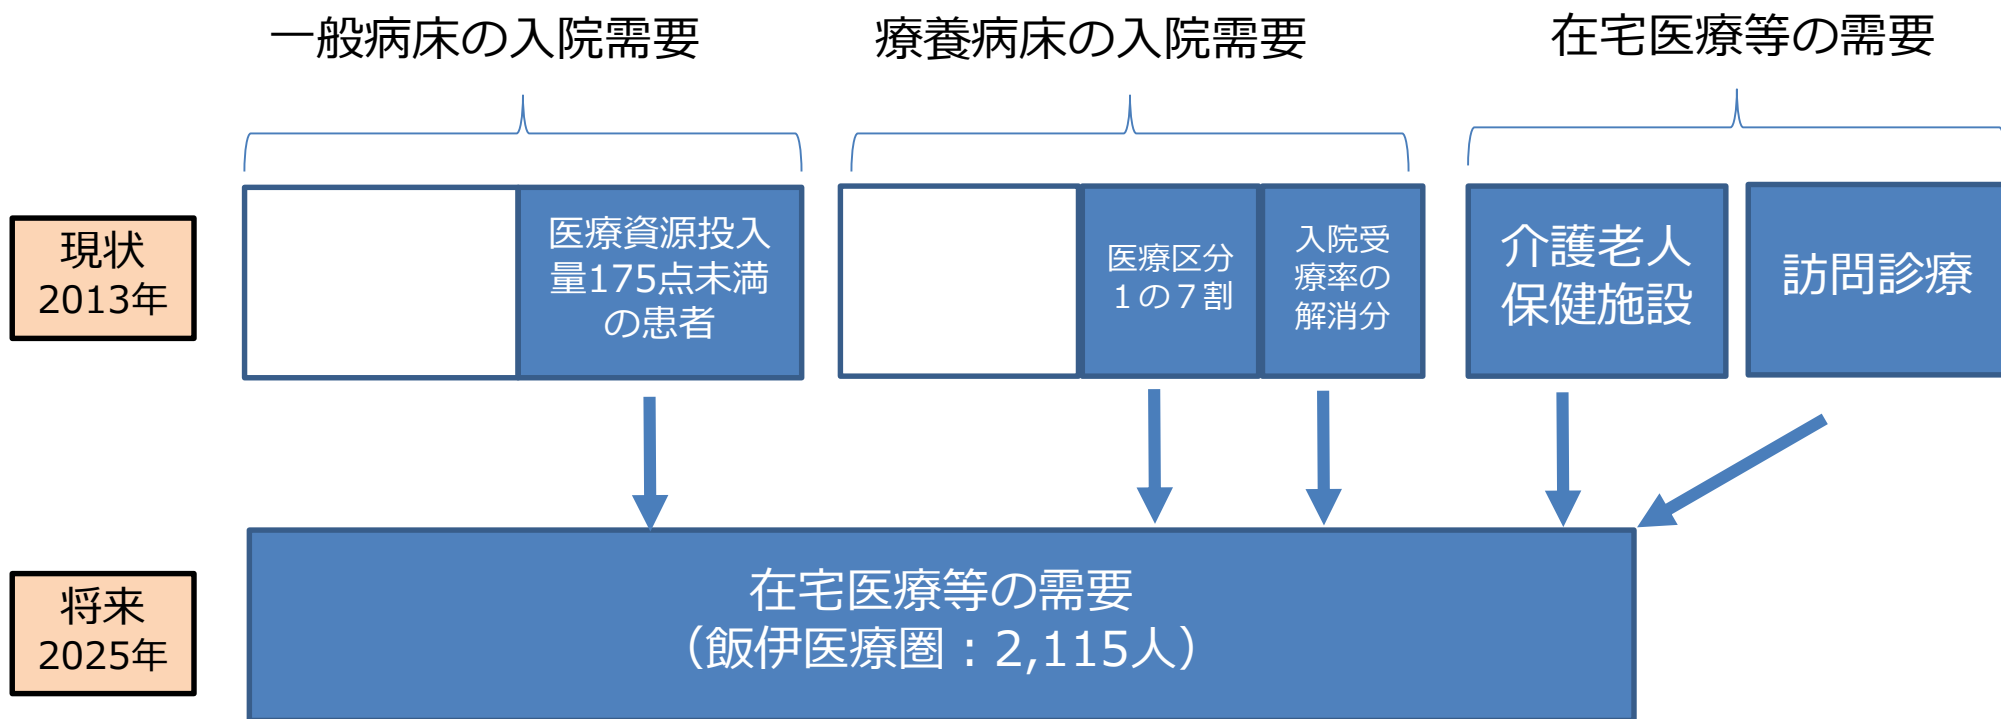 一般病床の入院需要
療養病床の入院需要
在宅医療等の需要
現状
2013年
医療資源投入
量175点未満
の患者
医療区分
1の7割
入院受
療率の
解消分
介護老人
保健施設
訪問診療
将来
2025年
在宅医療等の需要
（飯伊医療圏：2,115人）